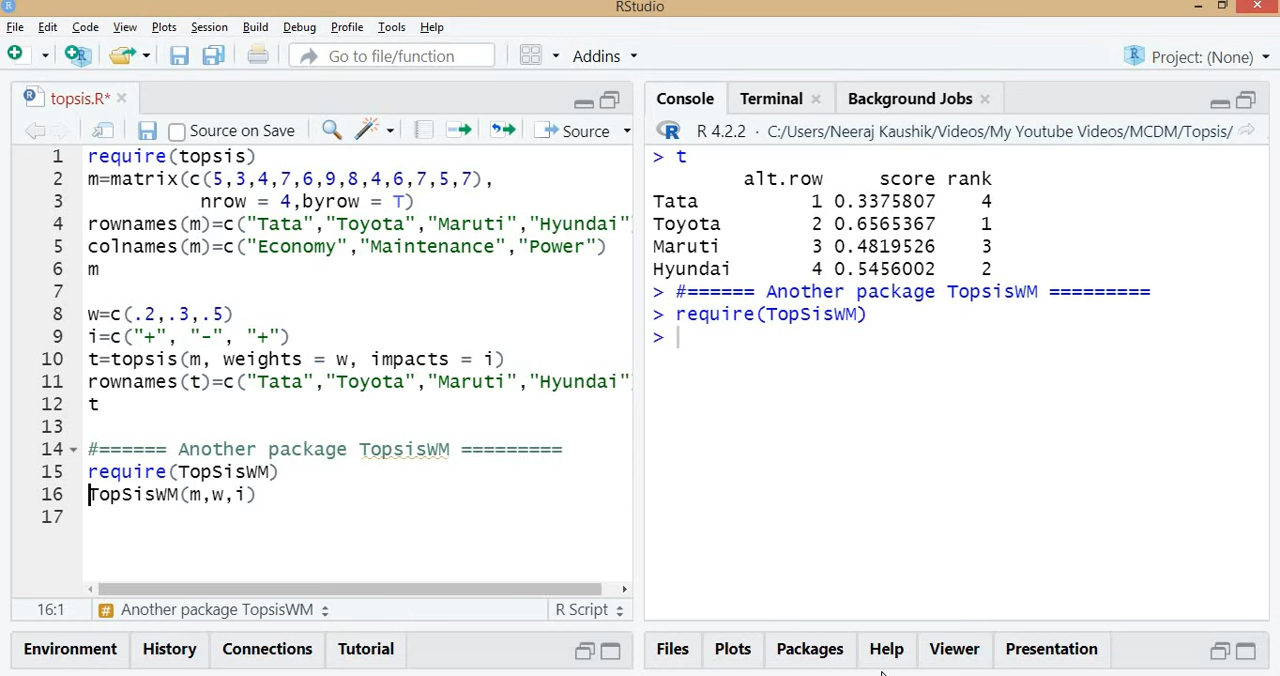 RStudio
File Edit Code View Plots Session Build Debug Profile Tools Help
Go to file/function Addins Project: (None)
topsis.R*
Source on Save Source
1 require(topsis)
2 m=matrix(c(5,3,4,7,6,9,8,4,6,7,5,7),
3 nrow = 4,byrow = T)
4 rownames(m)=c("Tata","Toyota","Maruti","Hyundai"
5 colnames(m)=c("Economy","Maintenance","Power")
6 m
7
8 w=c(.2,.3,.5)
9 i=c("+", "-", "+")
10 t=topsis(m, weights = w, impacts = i)
11 rownames(t)=c("Tata","Toyota","Maruti","Hyundai"
12 t
13
14 #====== Another package TopsisWM =========
15 require(TopSisWM)
16 TopSisWM(m,w,i)
17
16:1 # Another package TopsisWM R Script
Environment History Connections Tutorial
Console Terminal Background Jobs
R 4.2.2 · C:/Users/Neeraj Kaushik/Videos/My Youtube Videos/MCDM/Topsis/
> t
alt.row score rank
Tata 1 0.3375807 4
Toyota 2 0.6565367 1
Maruti 3 0.4819526 3
Hyundai 4 0.5456002 2
> #====== Another package TopsisWM =========
> require(TopSisWM)
>
Files Plots Packages Help Viewer Presentation